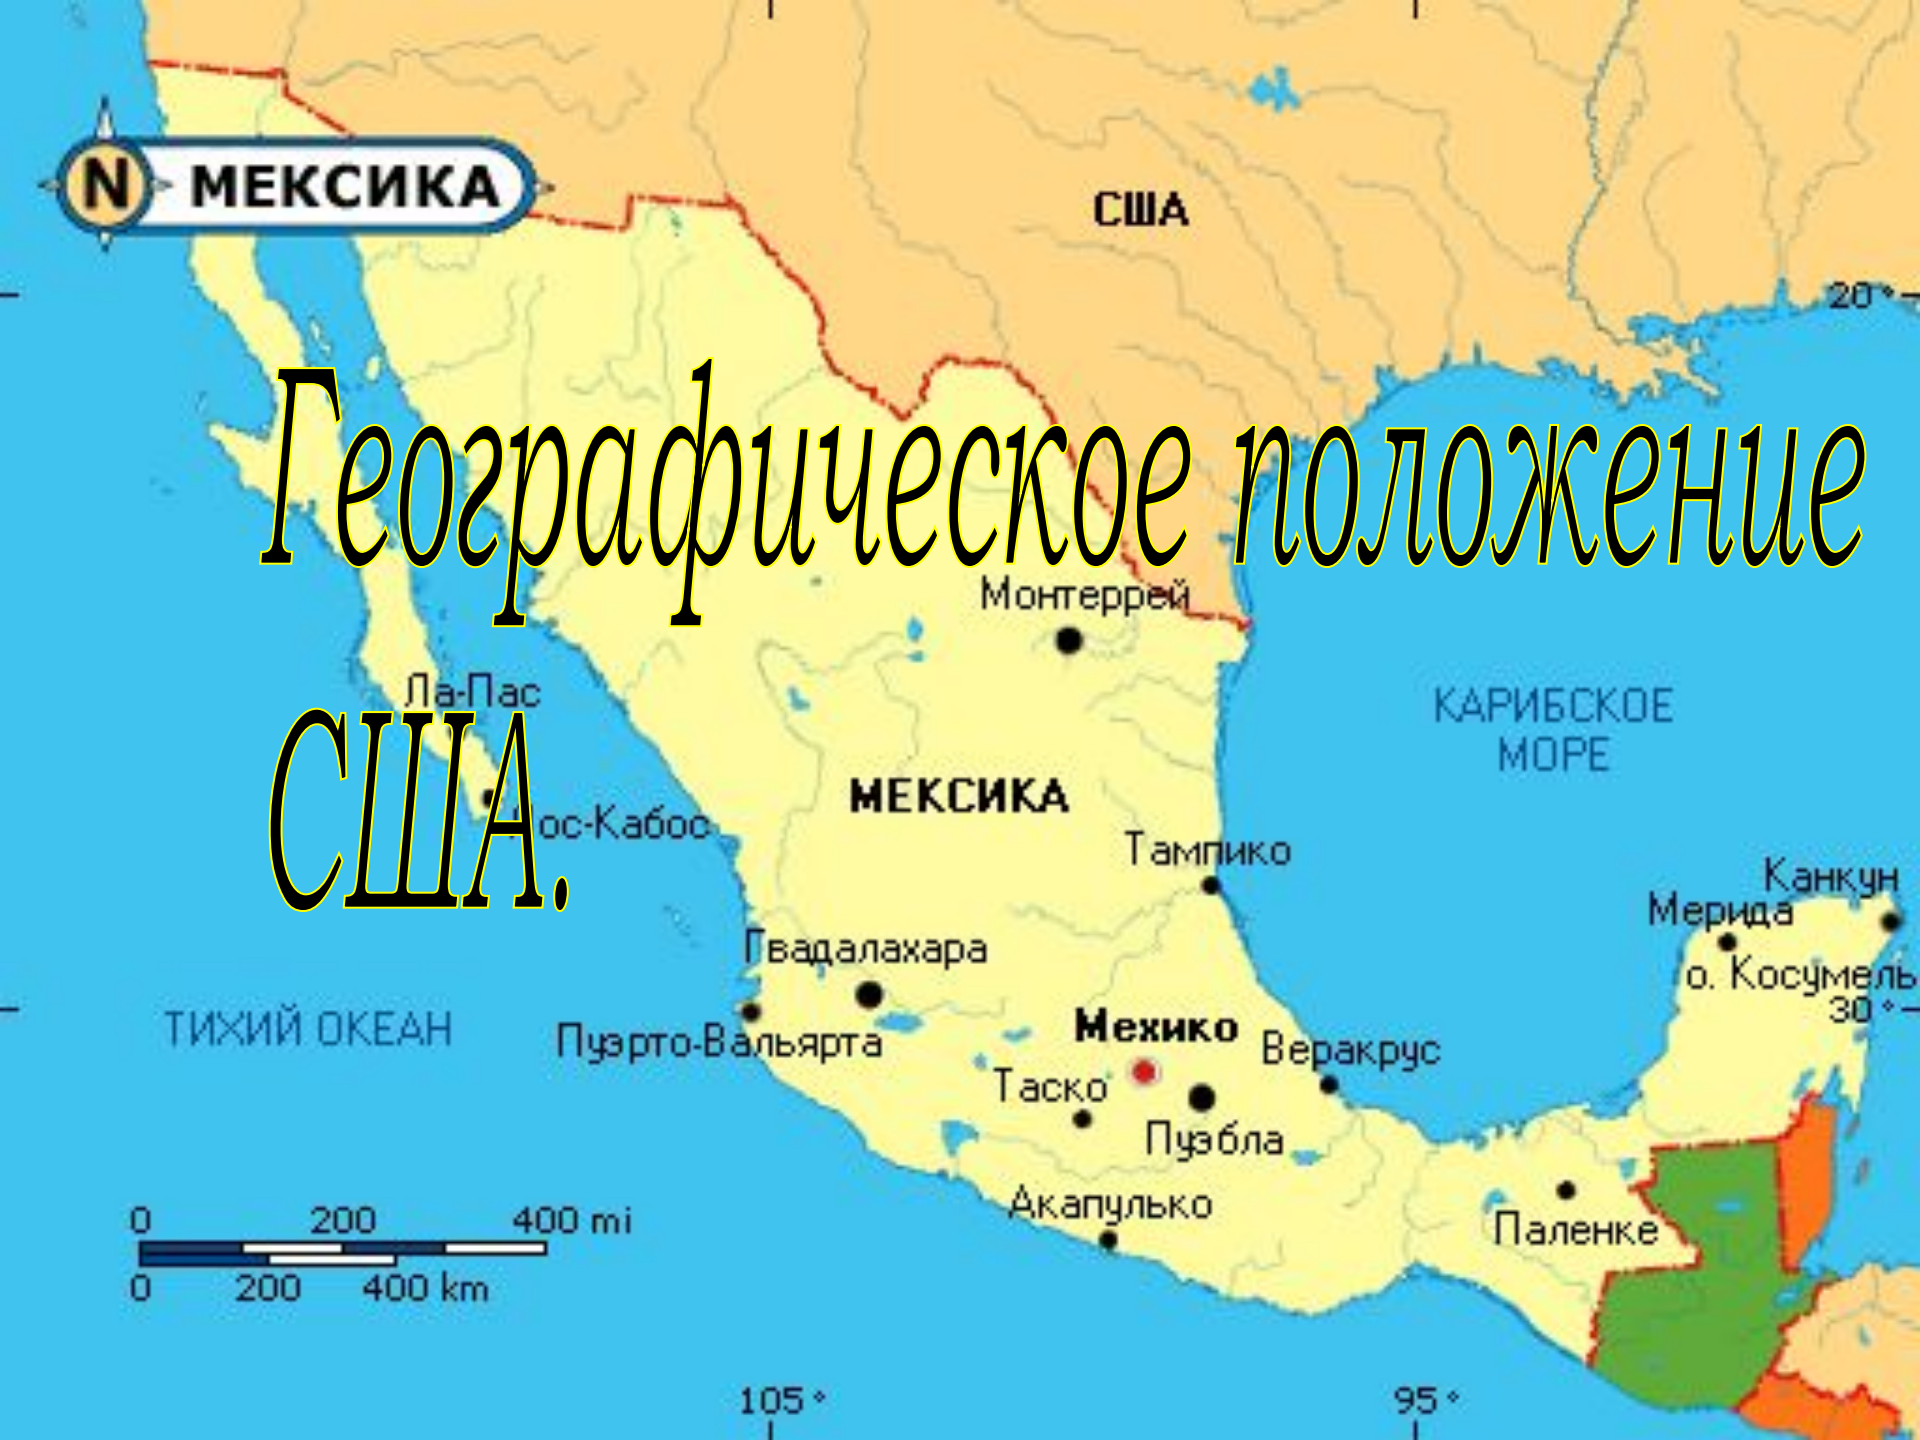 N МЕКСИКА
США
20°
Географическое положение
Монтеррей
Ла-Пас
КАРИБСКОЕ
МОРЕ
США.
МЕКСИКА
Тампико
Канкун
Мерида
Гвадалахара
о. Косумель
30°
ТИХИЙ ОКЕАН
Мехико
Пуэрто-Вальярта
Веракрус
Таско
Пуэбла
Акапулько
Паленке
0 200 400 mi
0 200 400 km
105° 95°